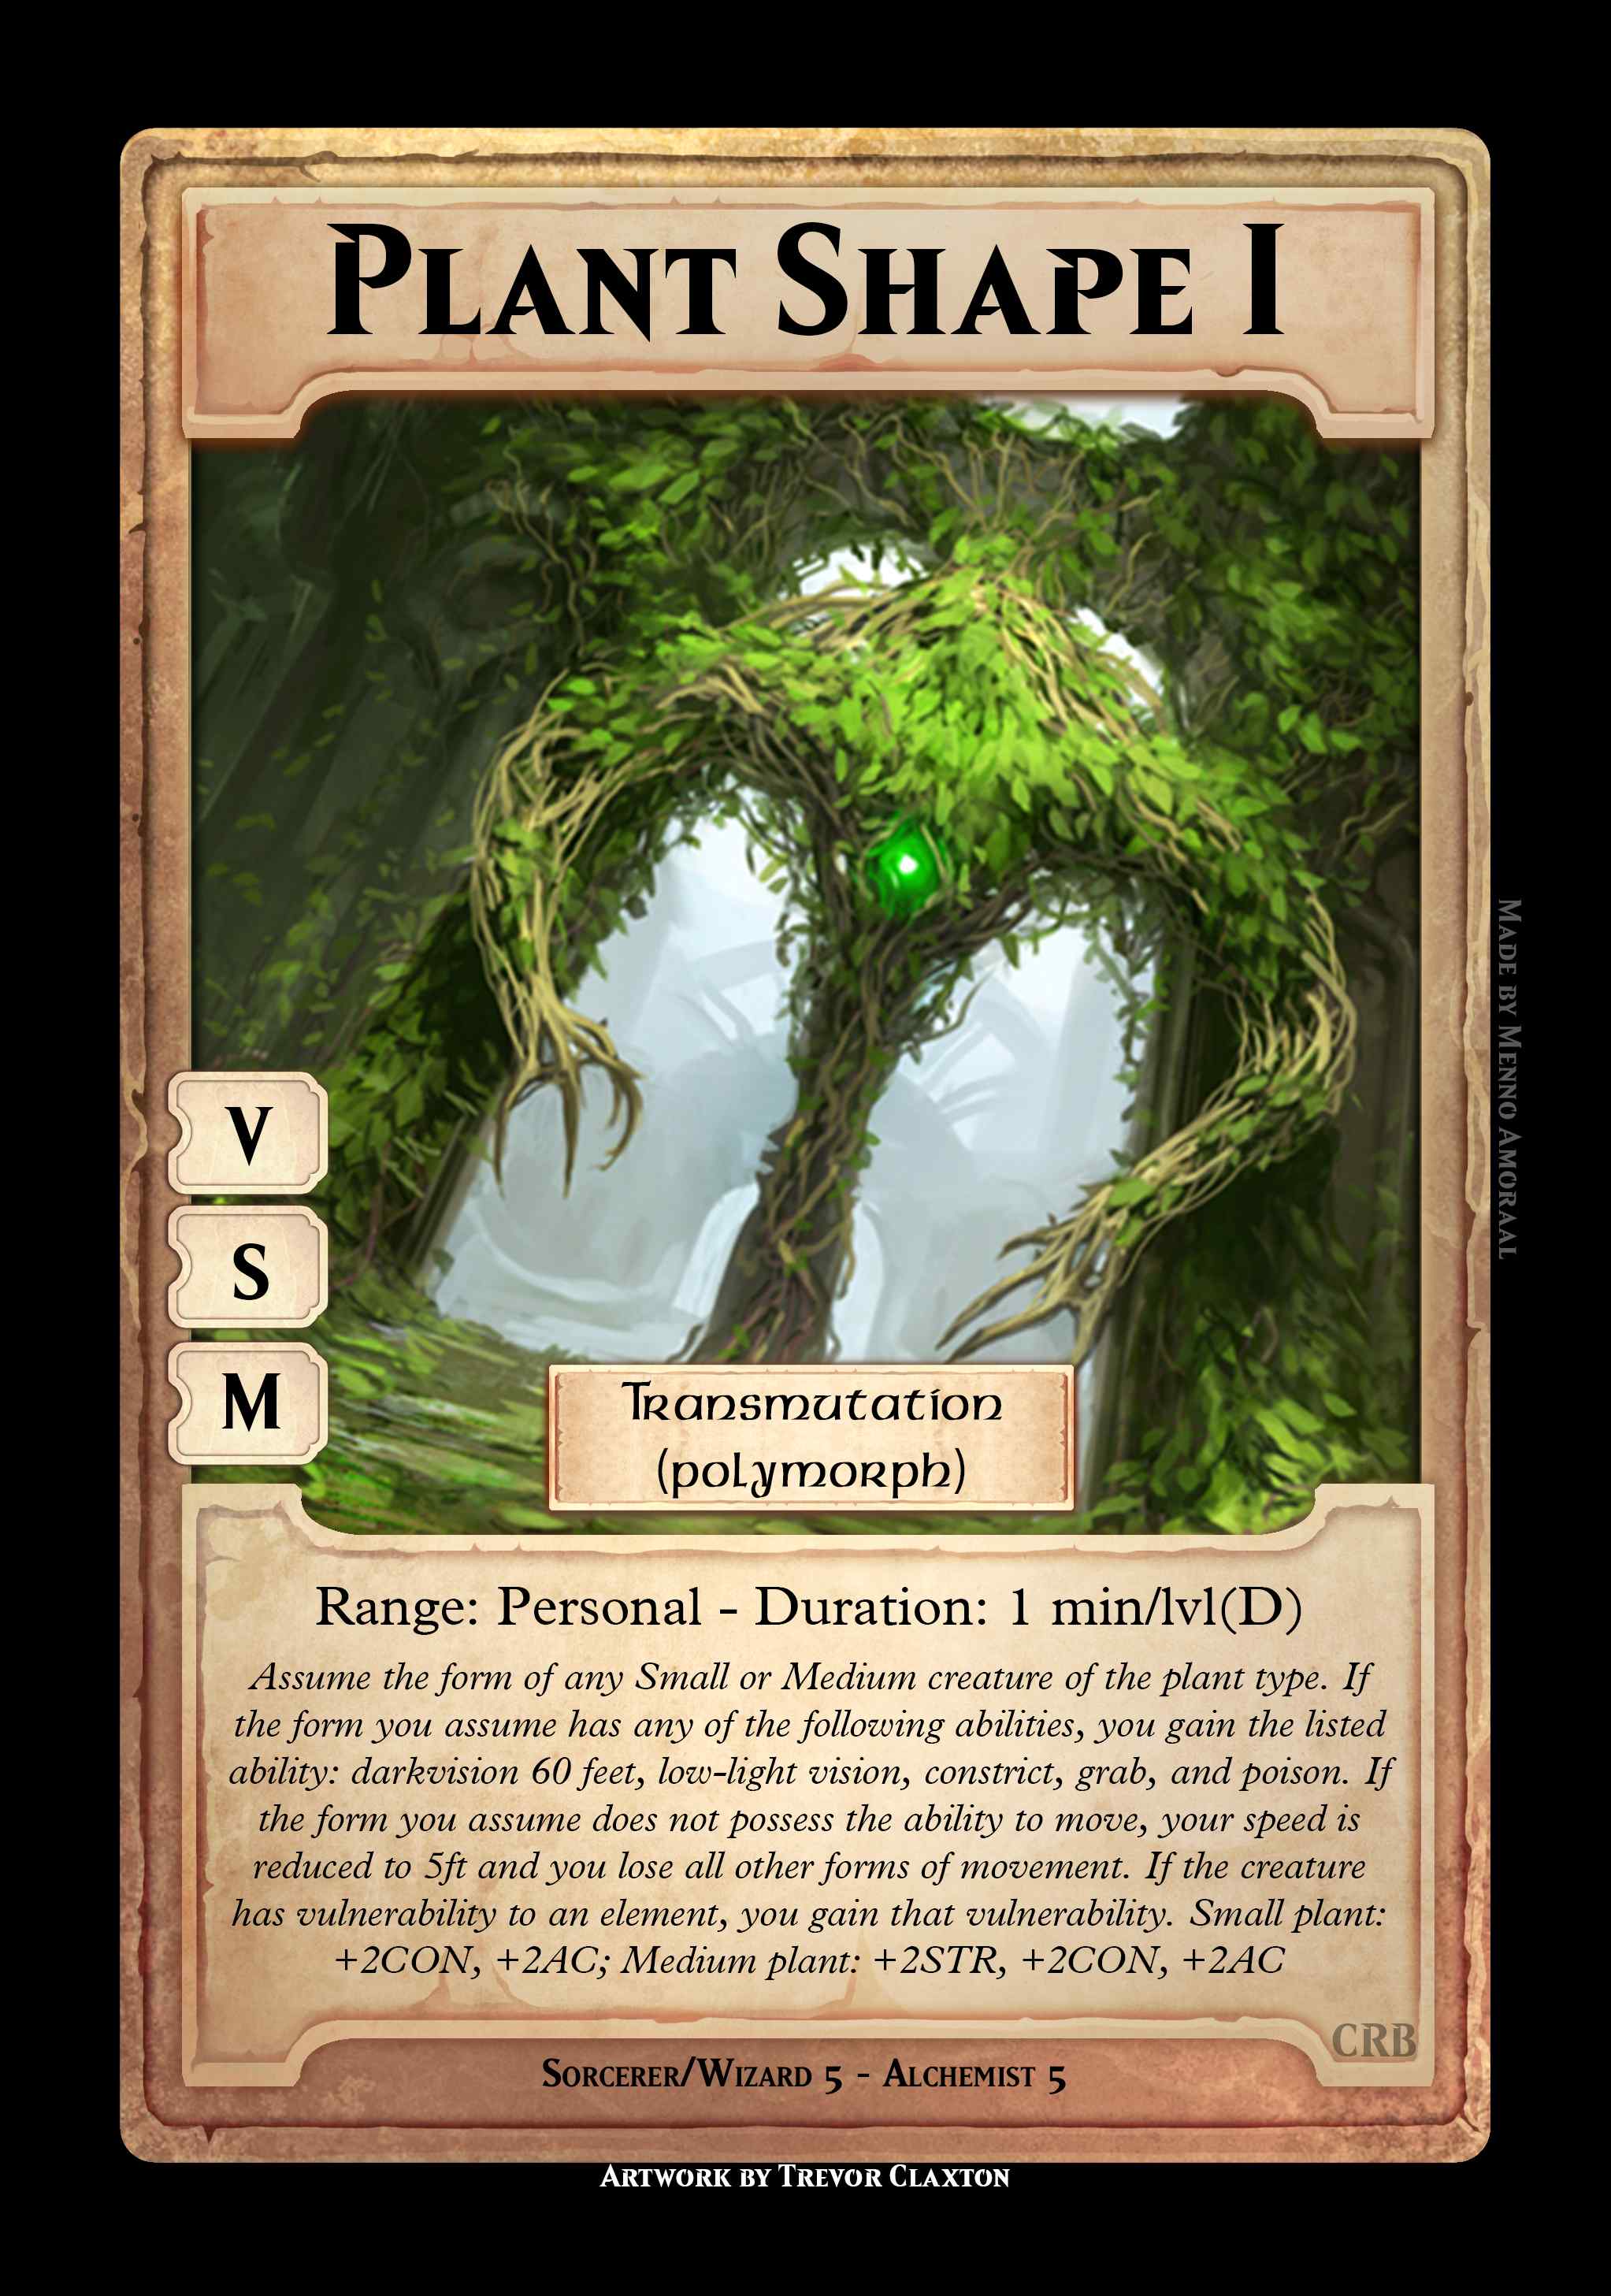 Plant Shape I
V
S
M
Transmutation
(polymorph)
Range: Personal - Duration: 1 min/lvl(D)
Assume the form of any Small or Medium creature of the plant type. If
the form you assume has any of the following abilities, you gain the listed
ability: darkvision 60 feet, low-light vision, constrict, grab, and poison. If
the form you assume does not possess the ability to move, your speed is
reduced to 5ft and you lose all other forms of movement. If the creature
has vulnerability to an element, you gain that vulnerability. Small plant:
+2CON, +2AC; Medium plant: +2STR, +2CON, +2AC
CRB
Sorcerer/Wizard 5 - Alchemist 5
Artwork by Trevor Claxton
Made by Menno Amoraal